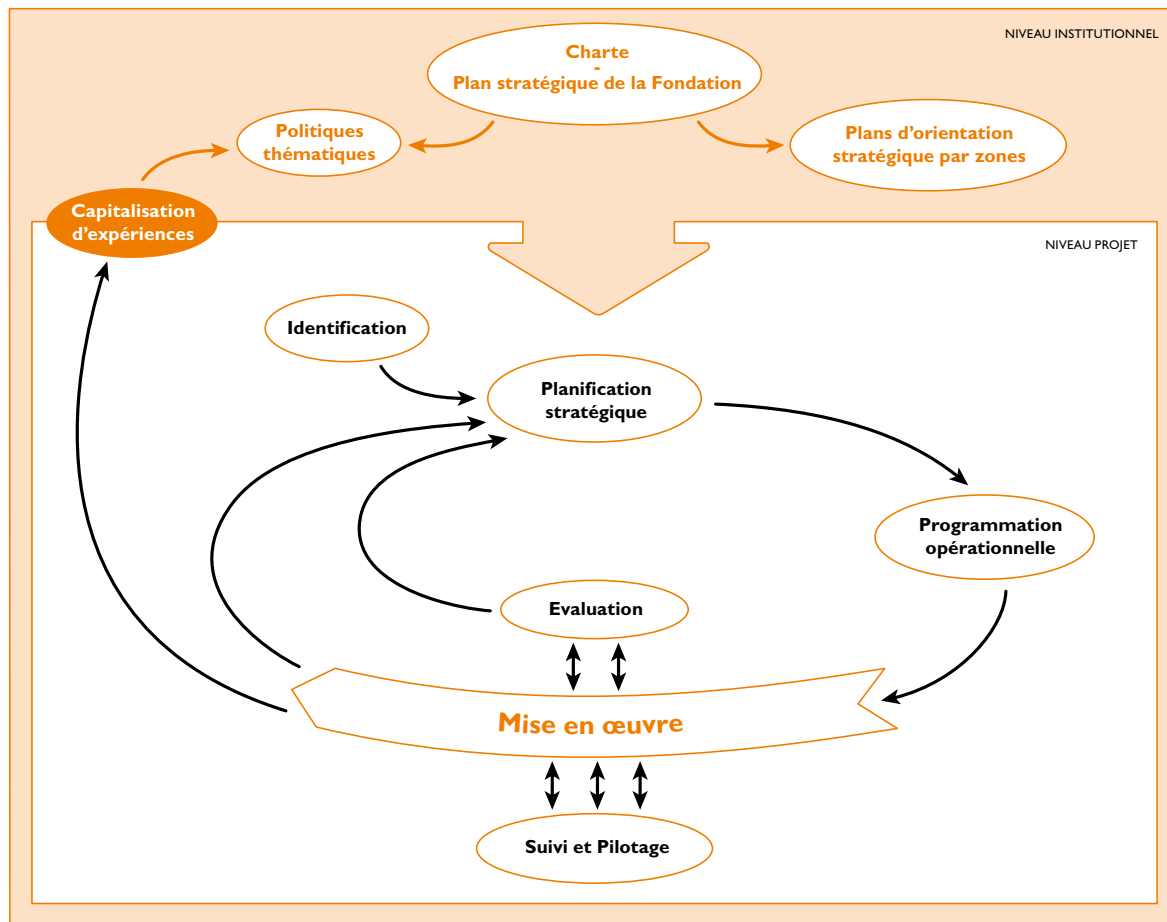 NIVEAU INSTITUTIONNEL
Charte
-
Plan stratégique de la Fondation
Politiques
thématiques
Plans d'orientation
stratégique par zones
Capitalisation
d'expériences
NIVEAU PROJET
Identification
Planification
stratégique
Programmation
opérationnelle
Evaluation
Mise en œuvre
Suivi et Pilotage